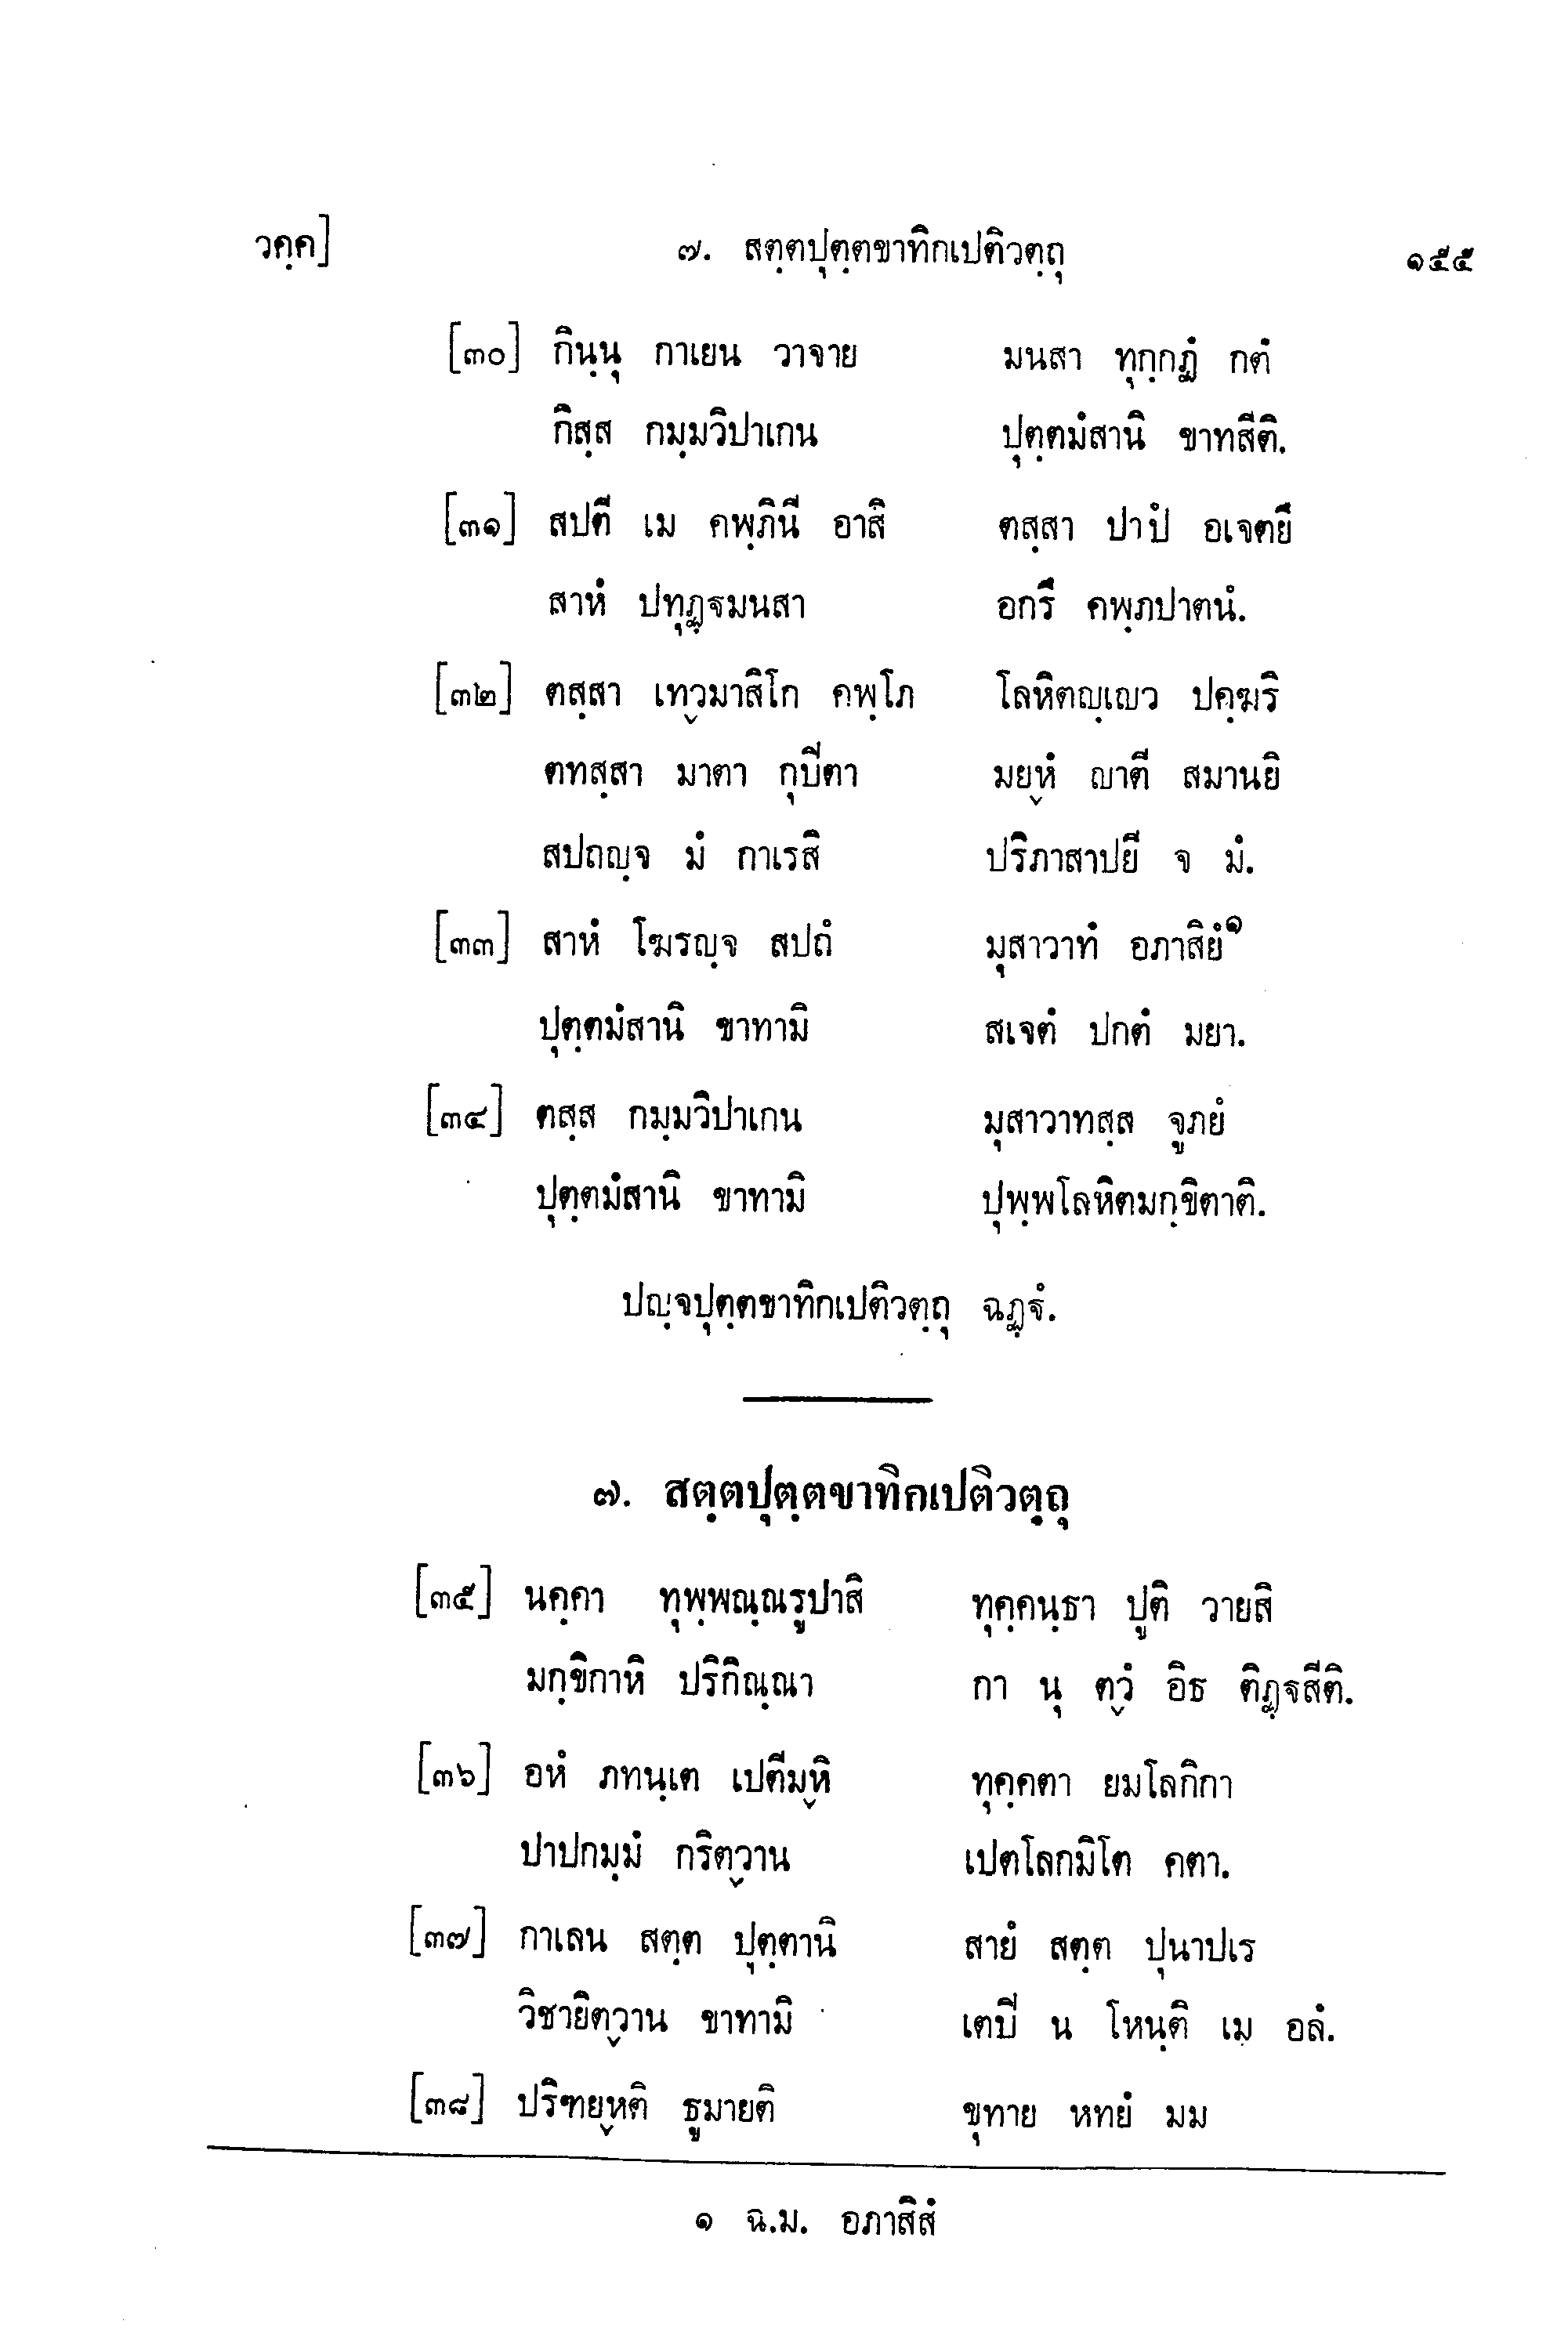 วคฺค] ๗. สตฺตปุตฺตขาทิกเปติวตฺถุ ๑๕๕
[๓๐] กินฺนุ กาเยน วาจาย มนสา ทุกฺกฏํ กตํ
กิสฺส กมฺมวิปาเกน ปุตฺตมํสานิ ขาทสีติ.
[๓๑] สปตี เม คพฺภินี อาสิ ตสฺสา ปาปํ อเจตยึ
สาหํ ปทุฏฺฐมนสา อกรึ คพฺภปาตนํ.
[๓๒] ตสฺสา เทฺวมาสิโก คพฺโภ โลหิตญฺเญว ปคฺฆริ
ตทสฺสา มาตา กุปีตา มยฺหํ ญาตี สมานยิ
สปถญฺจ มํ กาเรสิ ปริภาสาปยี จ มํ.
[๓๓] สาหํ โฆรญฺจ สปถํ มุสาวาทํ อภาสิยํ๑
ปุตฺตมํสานิ ขาทามิ สเจตํ ปกตํ มยา.
[๓๔] ตสฺส กมฺมวิปาเกน มุสาวาทสฺส จูภยํ
ปุตฺตมํสานิ ขาทามิ ปุพฺพโลหิตมกฺขิตาติ.
ปญฺจปุตฺตขาทิกเปติวตฺถุ ฉฏฺฐํ.
๗. สตฺตปุตฺตขาทิกเปติวตฺถุ
[๓๕] นคฺคา ทุพฺพณฺณรูปาสิ ทุคฺคนฺธา ปูติ วายสิ
มกฺขิกาหิ ปริกิณฺณา กา นุ ตฺวํ อิธ ติฏฺฐสีติ.
[๓๖] อหํ ภทนฺเต เปตีมฺหิ ทุคฺคตา ยมโลกิกา
ปาปกมฺมํ กริตฺวาน เปตโลกมิโต คตา.
[๓๗] กาเลน สตฺต ปุตฺตานิ สายํ สตฺต ปุนาปเร
วิชายิตฺวาน ขาทามิ เตปี น โหนฺติ เม อลํ.
[๓๘] ปริฑยฺหติ ธูมายติ ขุทาย หทยํ มม
๑ ฉ.ม. อภาสิสํ